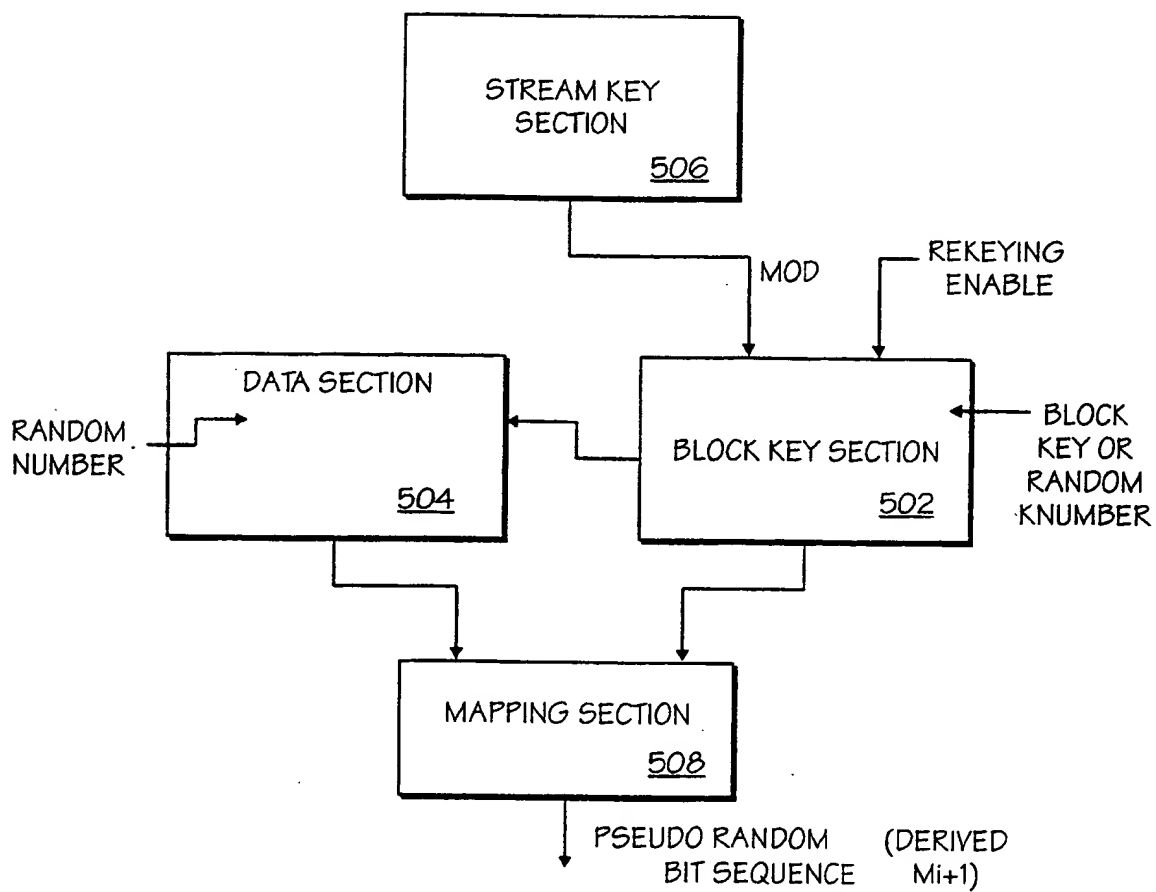 STREAM KEY
SECTION
506
MOD
REKEYING
ENABLE
DATA SECTION
504
RANDOM
NUMBER
BLOCK KEY SECTION
502
BLOCK
KEY OR
RANDOM
KNUMBER
MAPPING SECTION
508
PSEUDO RANDOM (DERIVED
BIT SEQUENCE Mi+1)